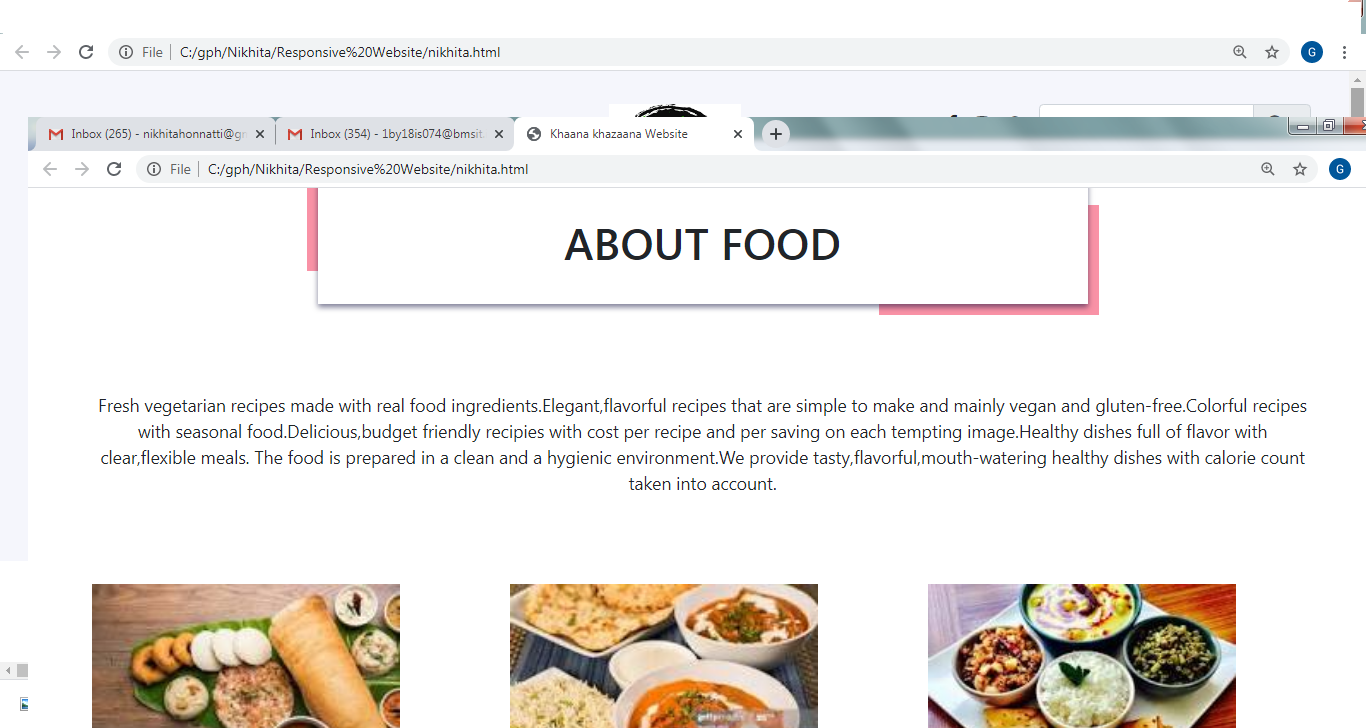 File C:/gph/Nikhita/Responsive%20Website/nikhita.html
G
Inbox (265) - nikhitahonnatti@gn
Inbox (354) - 1by18is074@bmsit.
Khaana khazaana Website
File C:/gph/Nikhita/Responsive%20Website/nikhita.html
G
ABOUT FOOD
Fresh vegetarian recipes made with real food ingredients.Elegant,flavorful recipes that are simple to make and mainly vegan and gluten-free.Colorful recipes
with seasonal food.Delicious,budget friendly recipies with cost per recipe and per saving on each tempting image.Healthy dishes full of flavor with
clear,flexible meals. The food is prepared in a clean and a hygienic environment.We provide tasty,flavorful,mouth-watering healthy dishes with calorie count
taken into account.